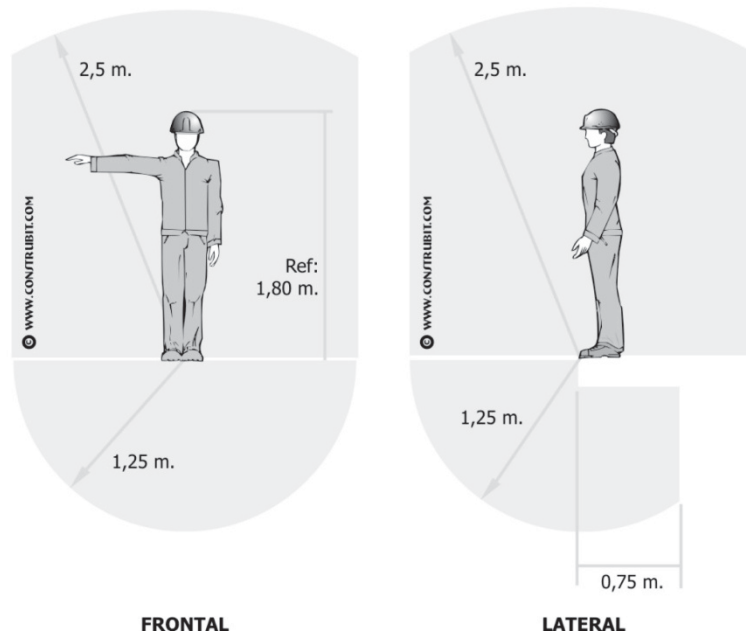 2,5 m.
© WWW.CONSTRUBIT.COM
Ref:
1,80 m.
1,25 m.
FRONTAL
2,5 m.
© WWW.CONSTRUBIT.COM
1,25 m.
0,75 m.
LATERAL